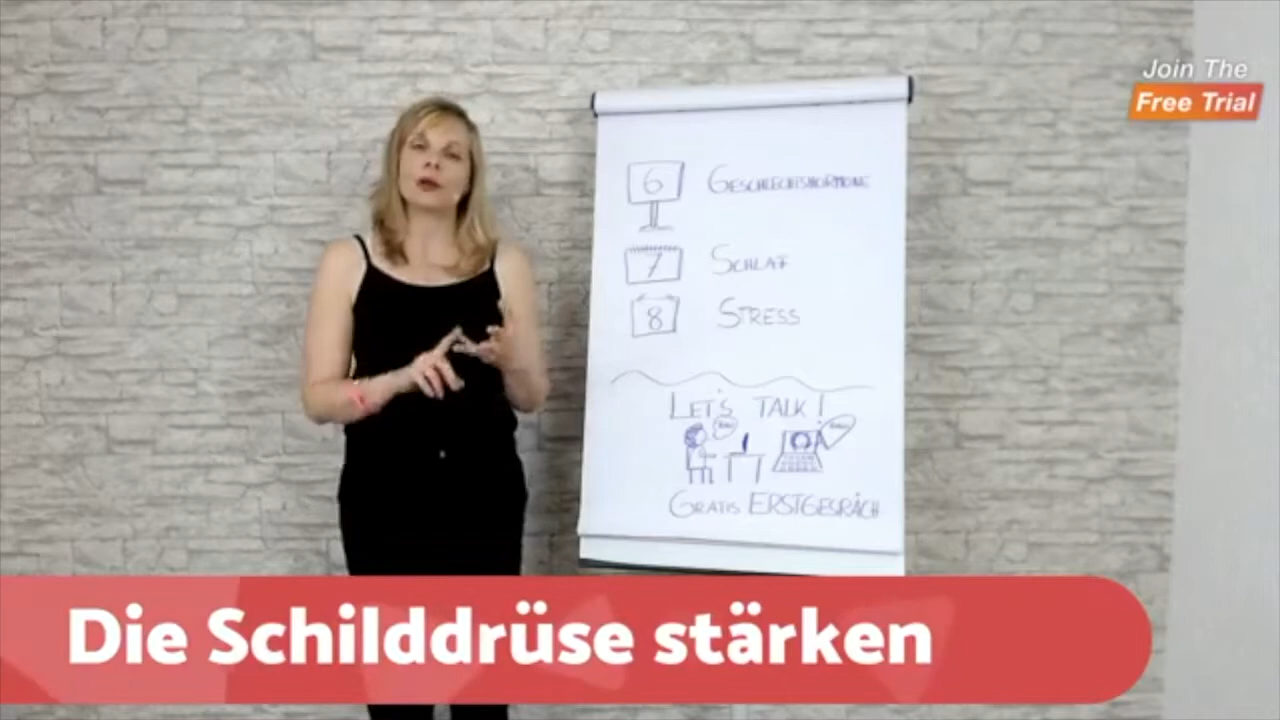 Join The
Free Trial
6 GESCHLECHTSHORMONE
7 SCHLAF
8 STRESS
LET'S TALK!
GRATIS ERSTGESPRÄCH
Die Schilddrüse stärken